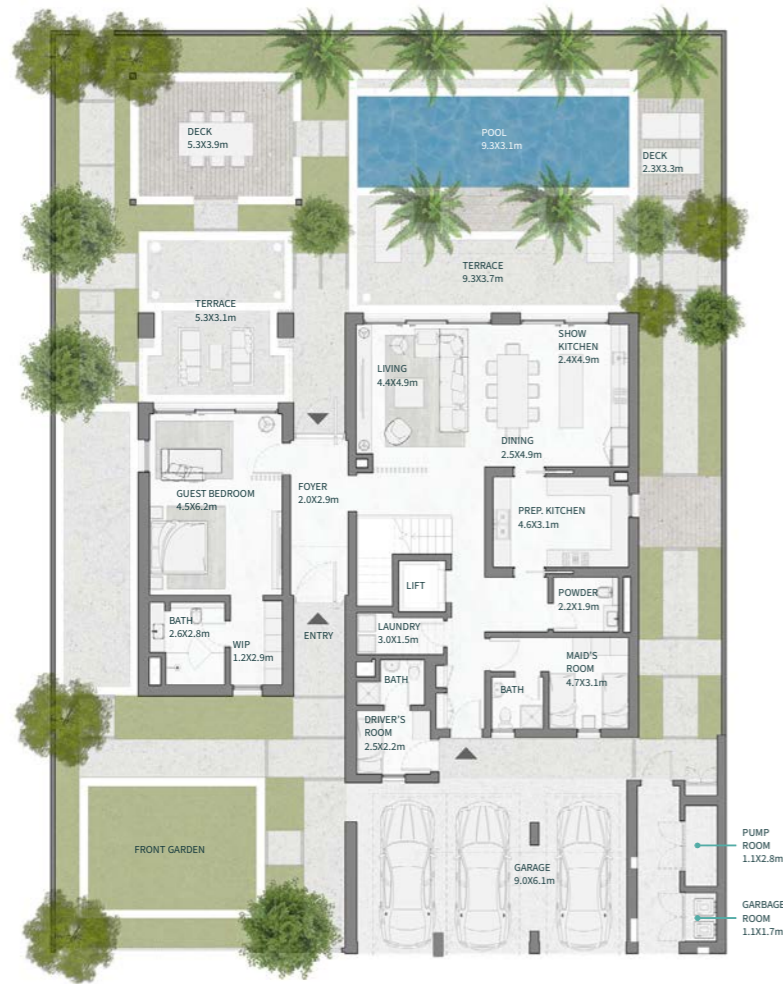 DECK
5.3X3.9m
POOL
9.3X3.1m
DECK
2.3X3.3m
TERRACE
9.3X3.7m
TERRACE
5.3X3.1m
SHOW
KITCHEN
2.4X4.9m
LIVING
4.4X4.9m
DINING
2.5X4.9m
GUEST BEDROOM
4.5X6.2m
FOYER
2.0X2.9m
PREP. KITCHEN
4.6X3.1m
LIFT
POWDER
2.2X1.9m
BATH
2.6X2.8m
WIP
1.2X2.9m
ENTRY
LAUNDRY
3.0X1.5m
MAID'S
ROOM
4.7X3.1m
BATH
BATH
DRIVER'S
ROOM
2.5X2.2m
FRONT GARDEN
GARAGE
9.0X6.1m
PUMP
ROOM
1.1X2.8m
GARBAGE
ROOM
1.1X1.7m